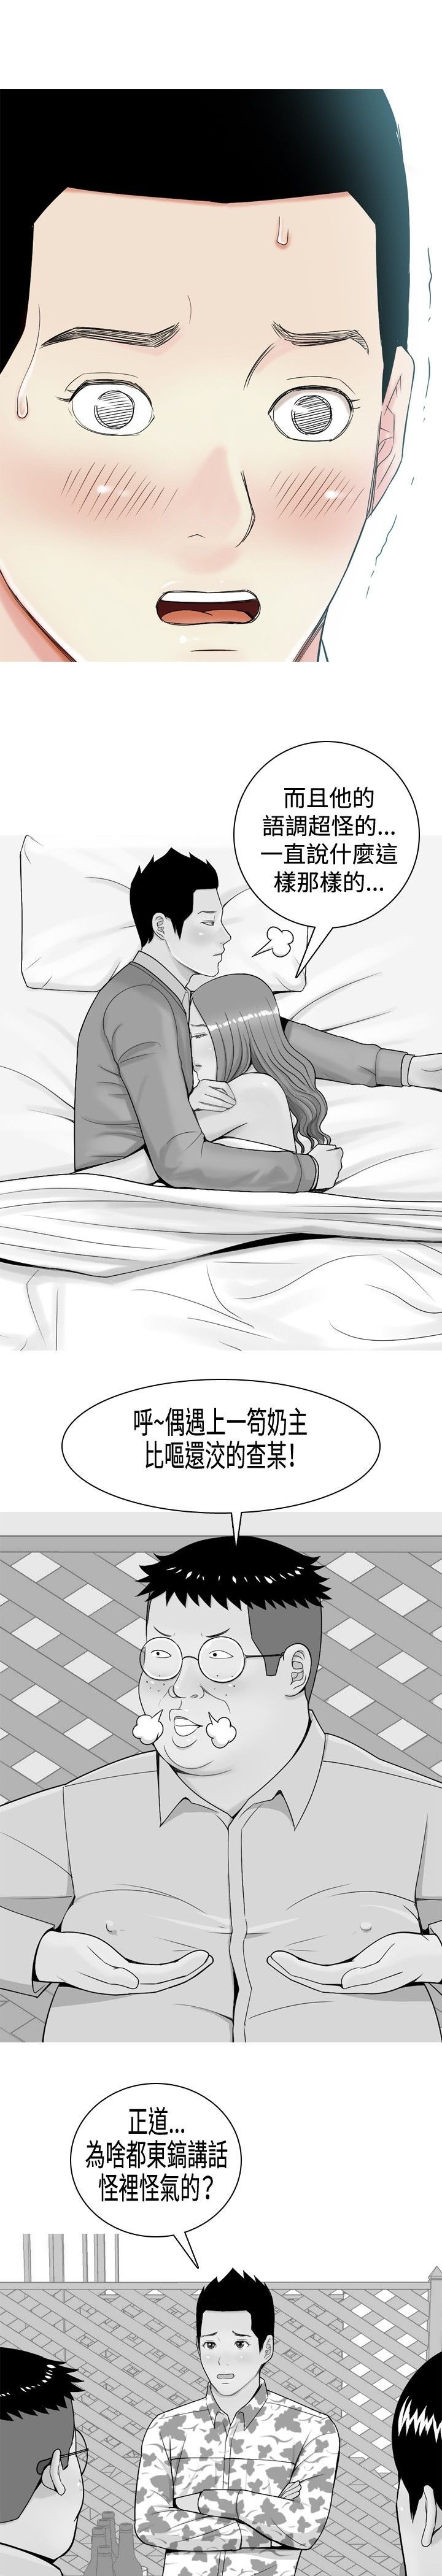 而且他的
語調超怪的...
一直說什麼這
樣那樣的...
呼~偶遇上一笱奶主
比嘔還洨的查某!
正道...
為啥都東鎬講話
怪裡怪氣的?